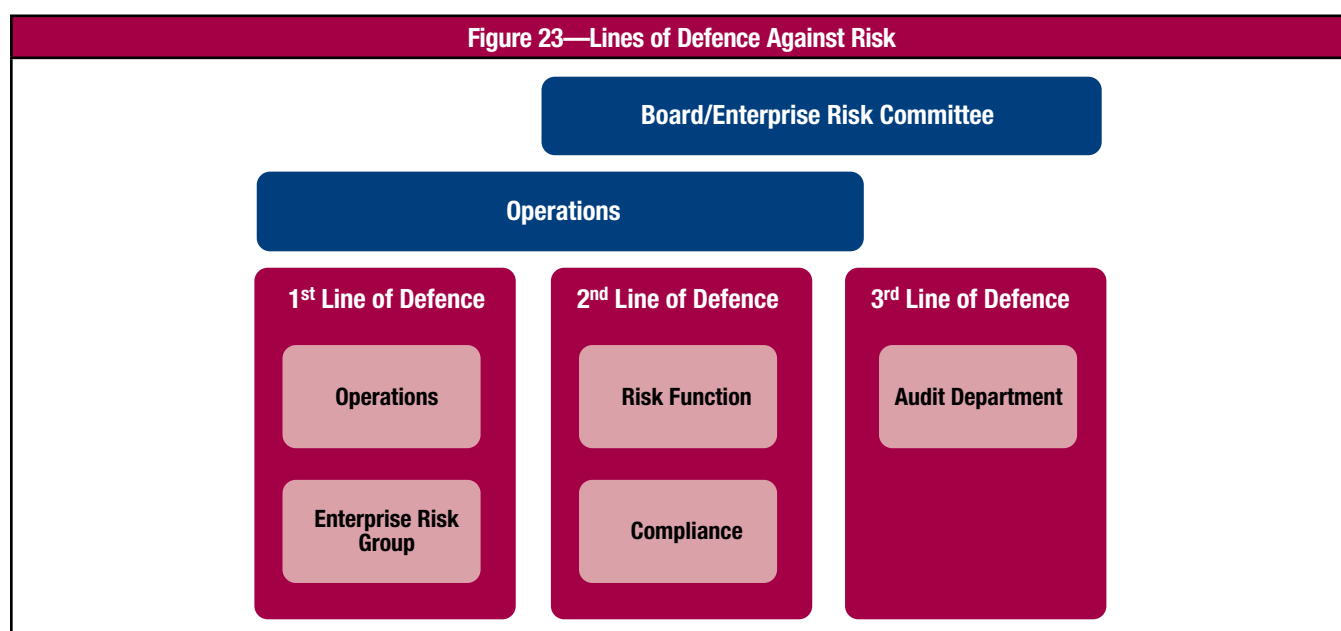 Figure 23—Lines of Defence Against Risk
Board/Enterprise Risk Committee
Operations
1st Line of Defence
Operations
Enterprise Risk
Group
2nd Line of Defence
Risk Function
Compliance
3rd Line of Defence
Audit Department